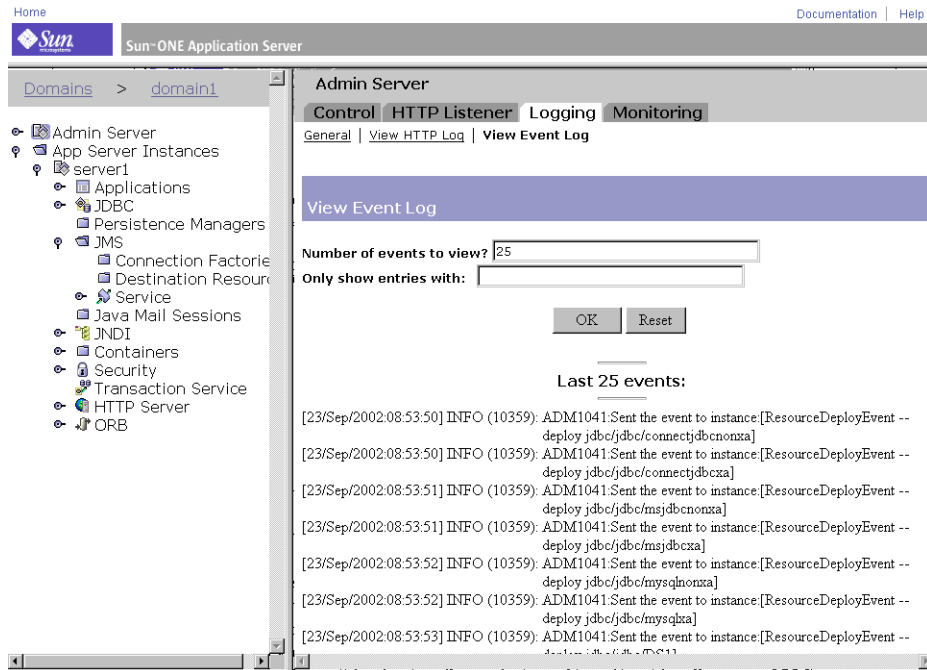 Home
Documentation | Help
Sun
microsystems
Sun™ ONE Application Server
Domains > domain1
Admin Server
App Server Instances
server1
Applications
JDBC
Persistence Managers
JMS
Connection Factorie
Destination Resour
Service
Java Mail Sessions
JNDI
Containers
Security
Transaction Service
HTTP Server
ORB
Admin Server
Control HTTP Listener Logging Monitoring
General | View HTTP Log | View Event Log
View Event Log
Number of events to view? 25
Only show entries with:
OK Reset
Last 25 events:
[23/Sep/2002:08:53:50] INFO (10359): ADM1041:Sent the event to instance:[ResourceDeployEvent --
deploy jdbc/jdbc/connectjdbcnonxa]
[23/Sep/2002:08:53:50] INFO (10359): ADM1041:Sent the event to instance:[ResourceDeployEvent --
deploy jdbc/jdbc/connectjdbcxa]
[23/Sep/2002:08:53:51] INFO (10359): ADM1041:Sent the event to instance:[ResourceDeployEvent --
deploy jdbc/jdbc/msjdbcnonxa]
[23/Sep/2002:08:53:51] INFO (10359): ADM1041:Sent the event to instance:[ResourceDeployEvent --
deploy jdbc/jdbc/msjdbcxa]
[23/Sep/2002:08:53:52] INFO (10359): ADM1041:Sent the event to instance:[ResourceDeployEvent --
deploy jdbc/jdbc/mysqlnonxa]
[23/Sep/2002:08:53:52] INFO (10359): ADM1041:Sent the event to instance:[ResourceDeployEvent --
deploy jdbc/jdbc/mysqlxa]
[23/Sep/2002:08:53:53] INFO (10359): ADM1041:Sent the event to instance:[ResourceDeployEvent --
deploy jdbc/jdbc/DS1]